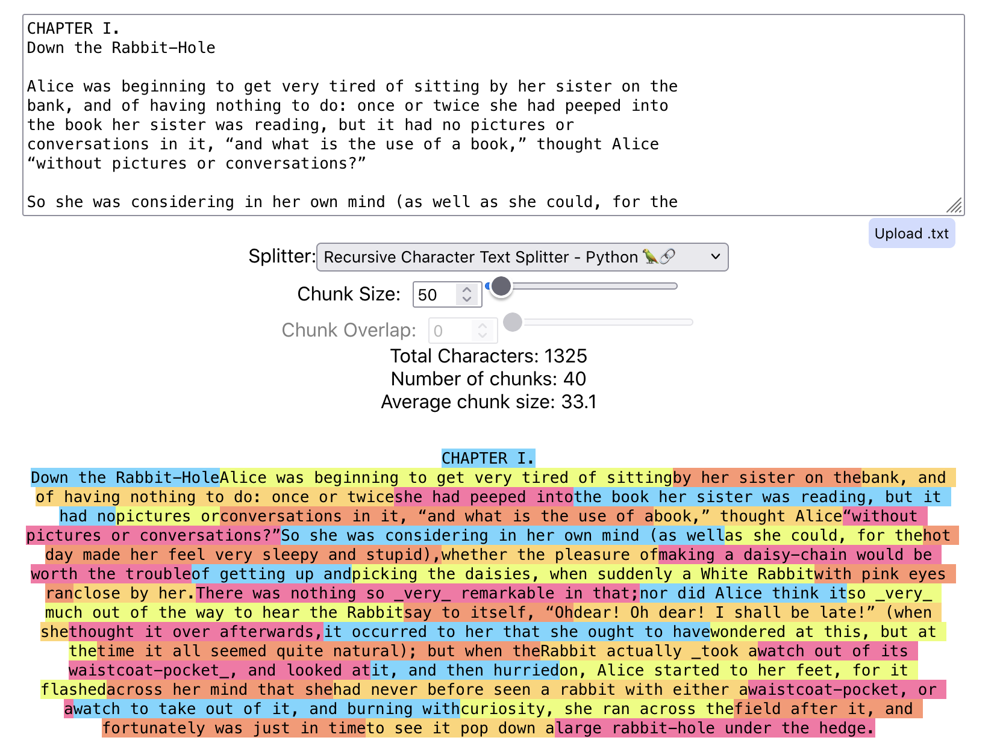 CHAPTER I.
Down the Rabbit-Hole
Alice was beginning to get very tired of sitting by her sister on the
bank, and of having nothing to do: once or twice she had peeped into
the book her sister was reading, but it had no pictures or
conversations in it, “and what is the use of a book,” thought Alice
“without pictures or conversations?”
So she was considering in her own mind (as well as she could, for the
Upload .txt
Splitter: Recursive Character Text Splitter - Python 🦜🔗
Chunk Size: 50
Chunk Overlap: 0
Total Characters: 1325
Number of chunks: 40
Average chunk size: 33.1
CHAPTER I.
Down the Rabbit-HoleAlice was beginning to get very tired of sittingby her sister on thebank, and
of having nothing to do: once or twiceshe had peeped intothe book her sister was reading, but it
had nopictures orconversations in it, “and what is the use of abook,” thought Alice“without
pictures or conversations?”So she was considering in her own mind (as wellas she could, for thehot
day made her feel very sleepy and stupid),whether the pleasure ofmaking a daisy-chain would be
worth the troubleof getting up andpicking the daisies, when suddenly a White Rabbitwith pink eyes
ranclose by her.There was nothing so _very_ remarkable in that;nor did Alice think itso _very_
much out of the way to hear the Rabbitsay to itself, “Ohdear! Oh dear! I shall be late!” (when
shethought it over afterwards,it occurred to her that she ought to havewondered at this, but at
thetime it all seemed quite natural); but when theRabbit actually _took awatch out of its
waistcoat-pocket_, and looked atit, and then hurriedon, Alice started to her feet, for it
flashedacross her mind that shehad never before seen a rabbit with either awaistcoat-pocket, or
awatch to take out of it, and burning withcuriosity, she ran across thefield after it, and
fortunately was just in timeto see it pop down alarge rabbit-hole under the hedge.